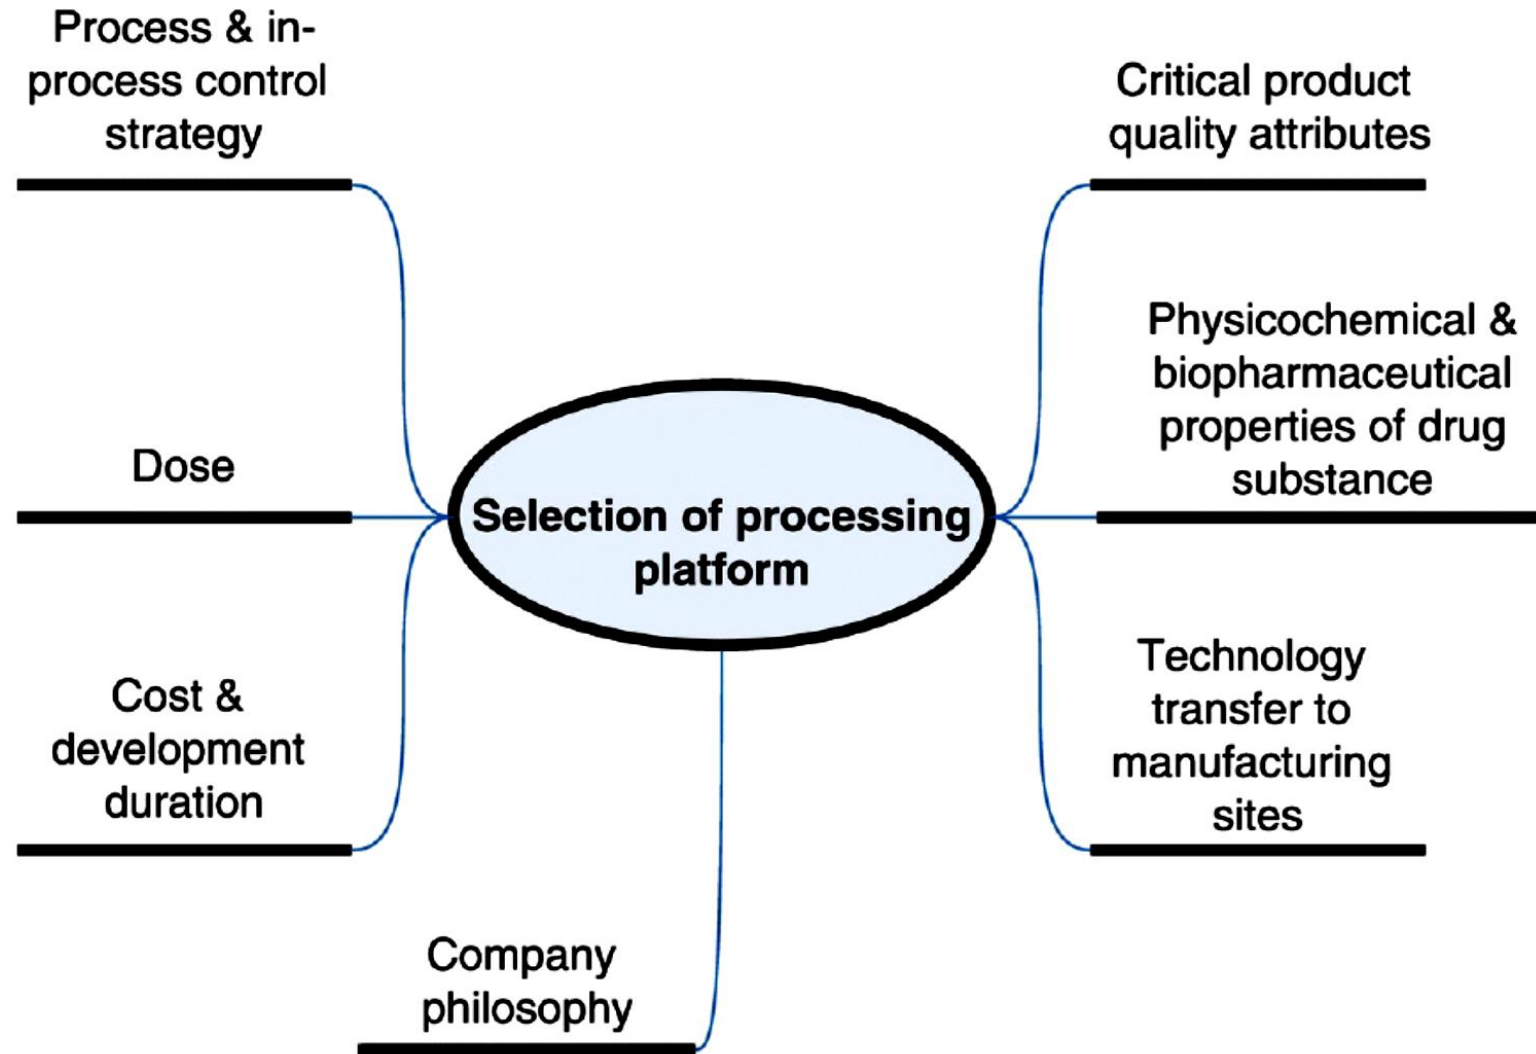 Process & in-
process control
strategy
Critical product
quality attributes
Physicochemical &
biopharmaceutical
properties of drug
substance
Dose
Selection of processing
platform
Cost &
development
duration
Technology
transfer to
manufacturing
sites
Company
philosophy